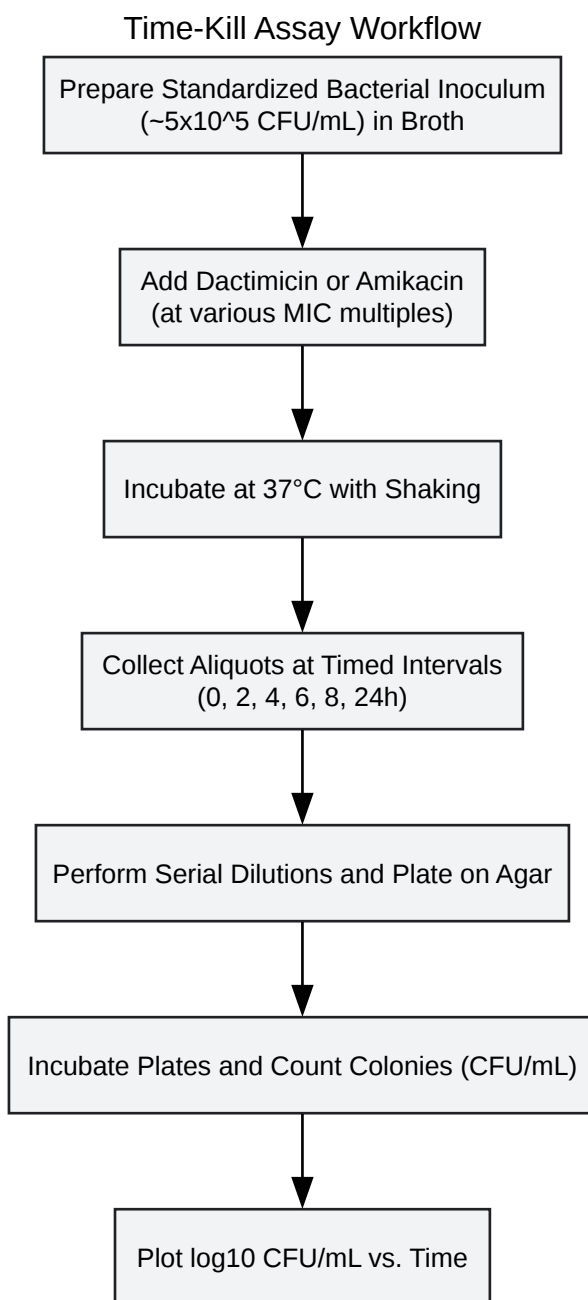 Time-Kill Assay Workflow
Prepare Standardized Bacterial Inoculum
(~5x10^5 CFU/mL) in Broth
Add Dactimicin or Amikacin
(at various MIC multiples)
Incubate at 37°C with Shaking
Collect Aliquots at Timed Intervals
(0, 2, 4, 6, 8, 24h)
Perform Serial Dilutions and Plate on Agar
Incubate Plates and Count Colonies (CFU/mL)
Plot log10 CFU/mL vs. Time